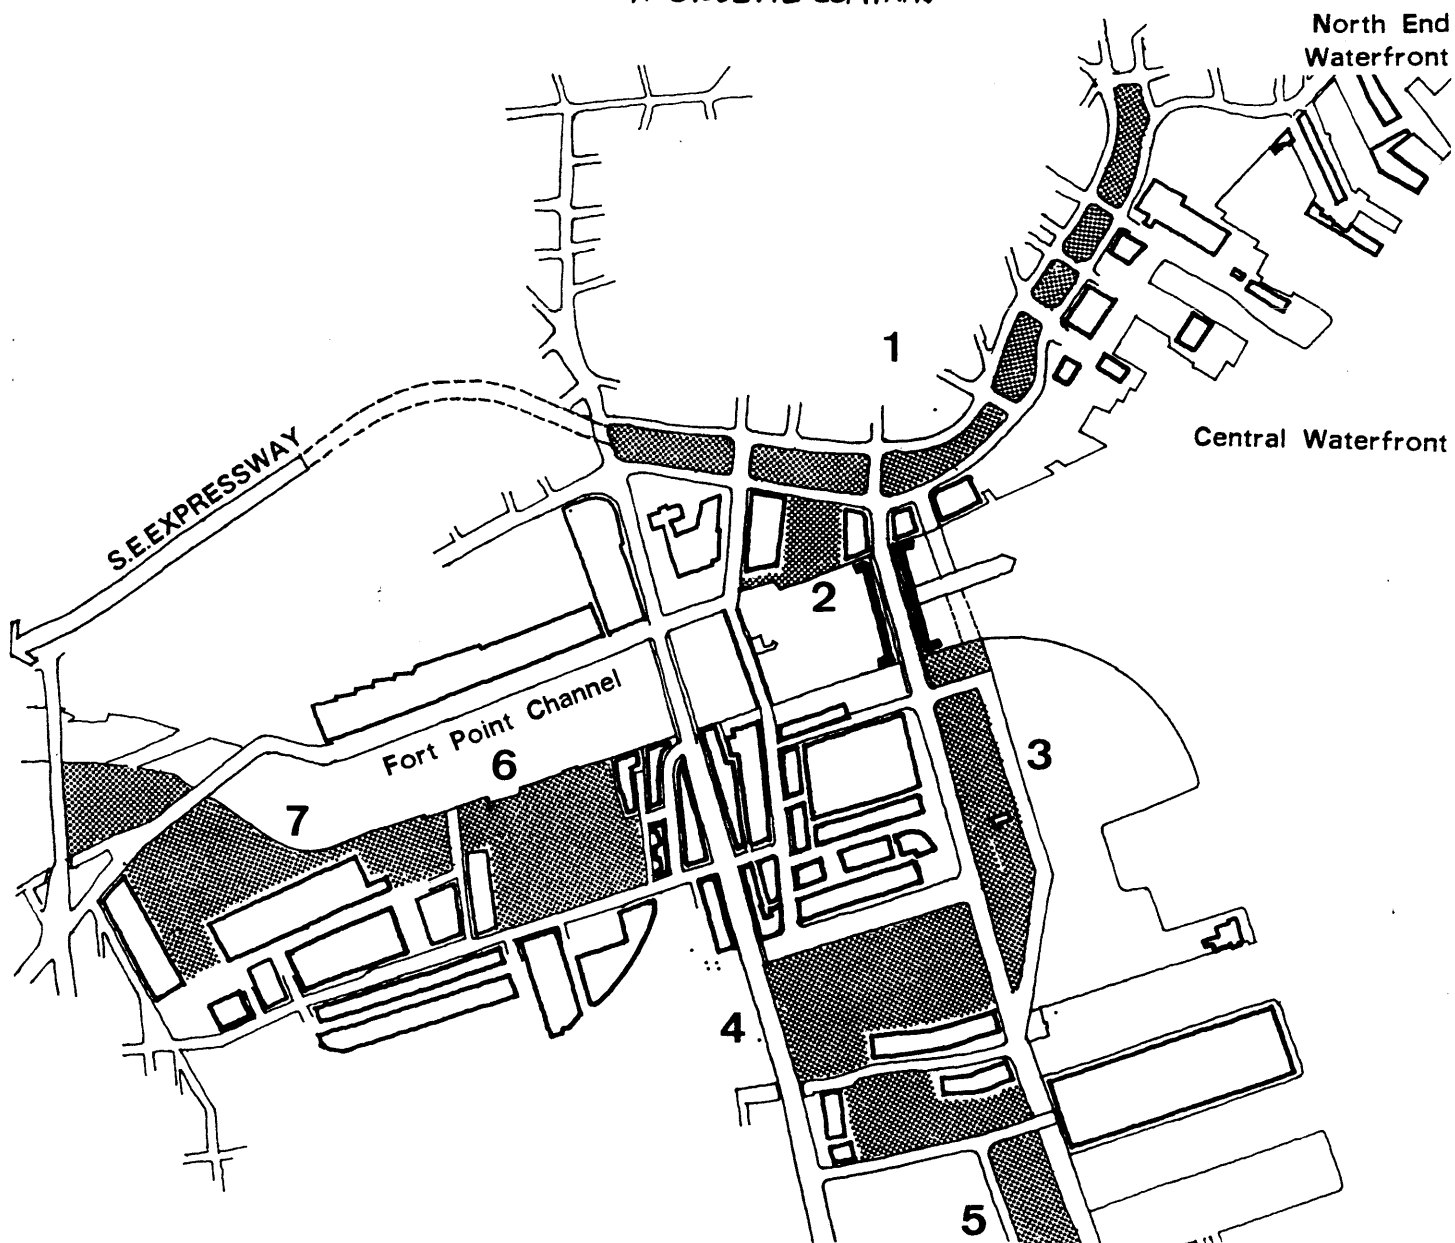 North End
Waterfront
1
Central Waterfront
S.E.EXPRESSWAY
2
Fort Point Channel
3
6
7
4
5